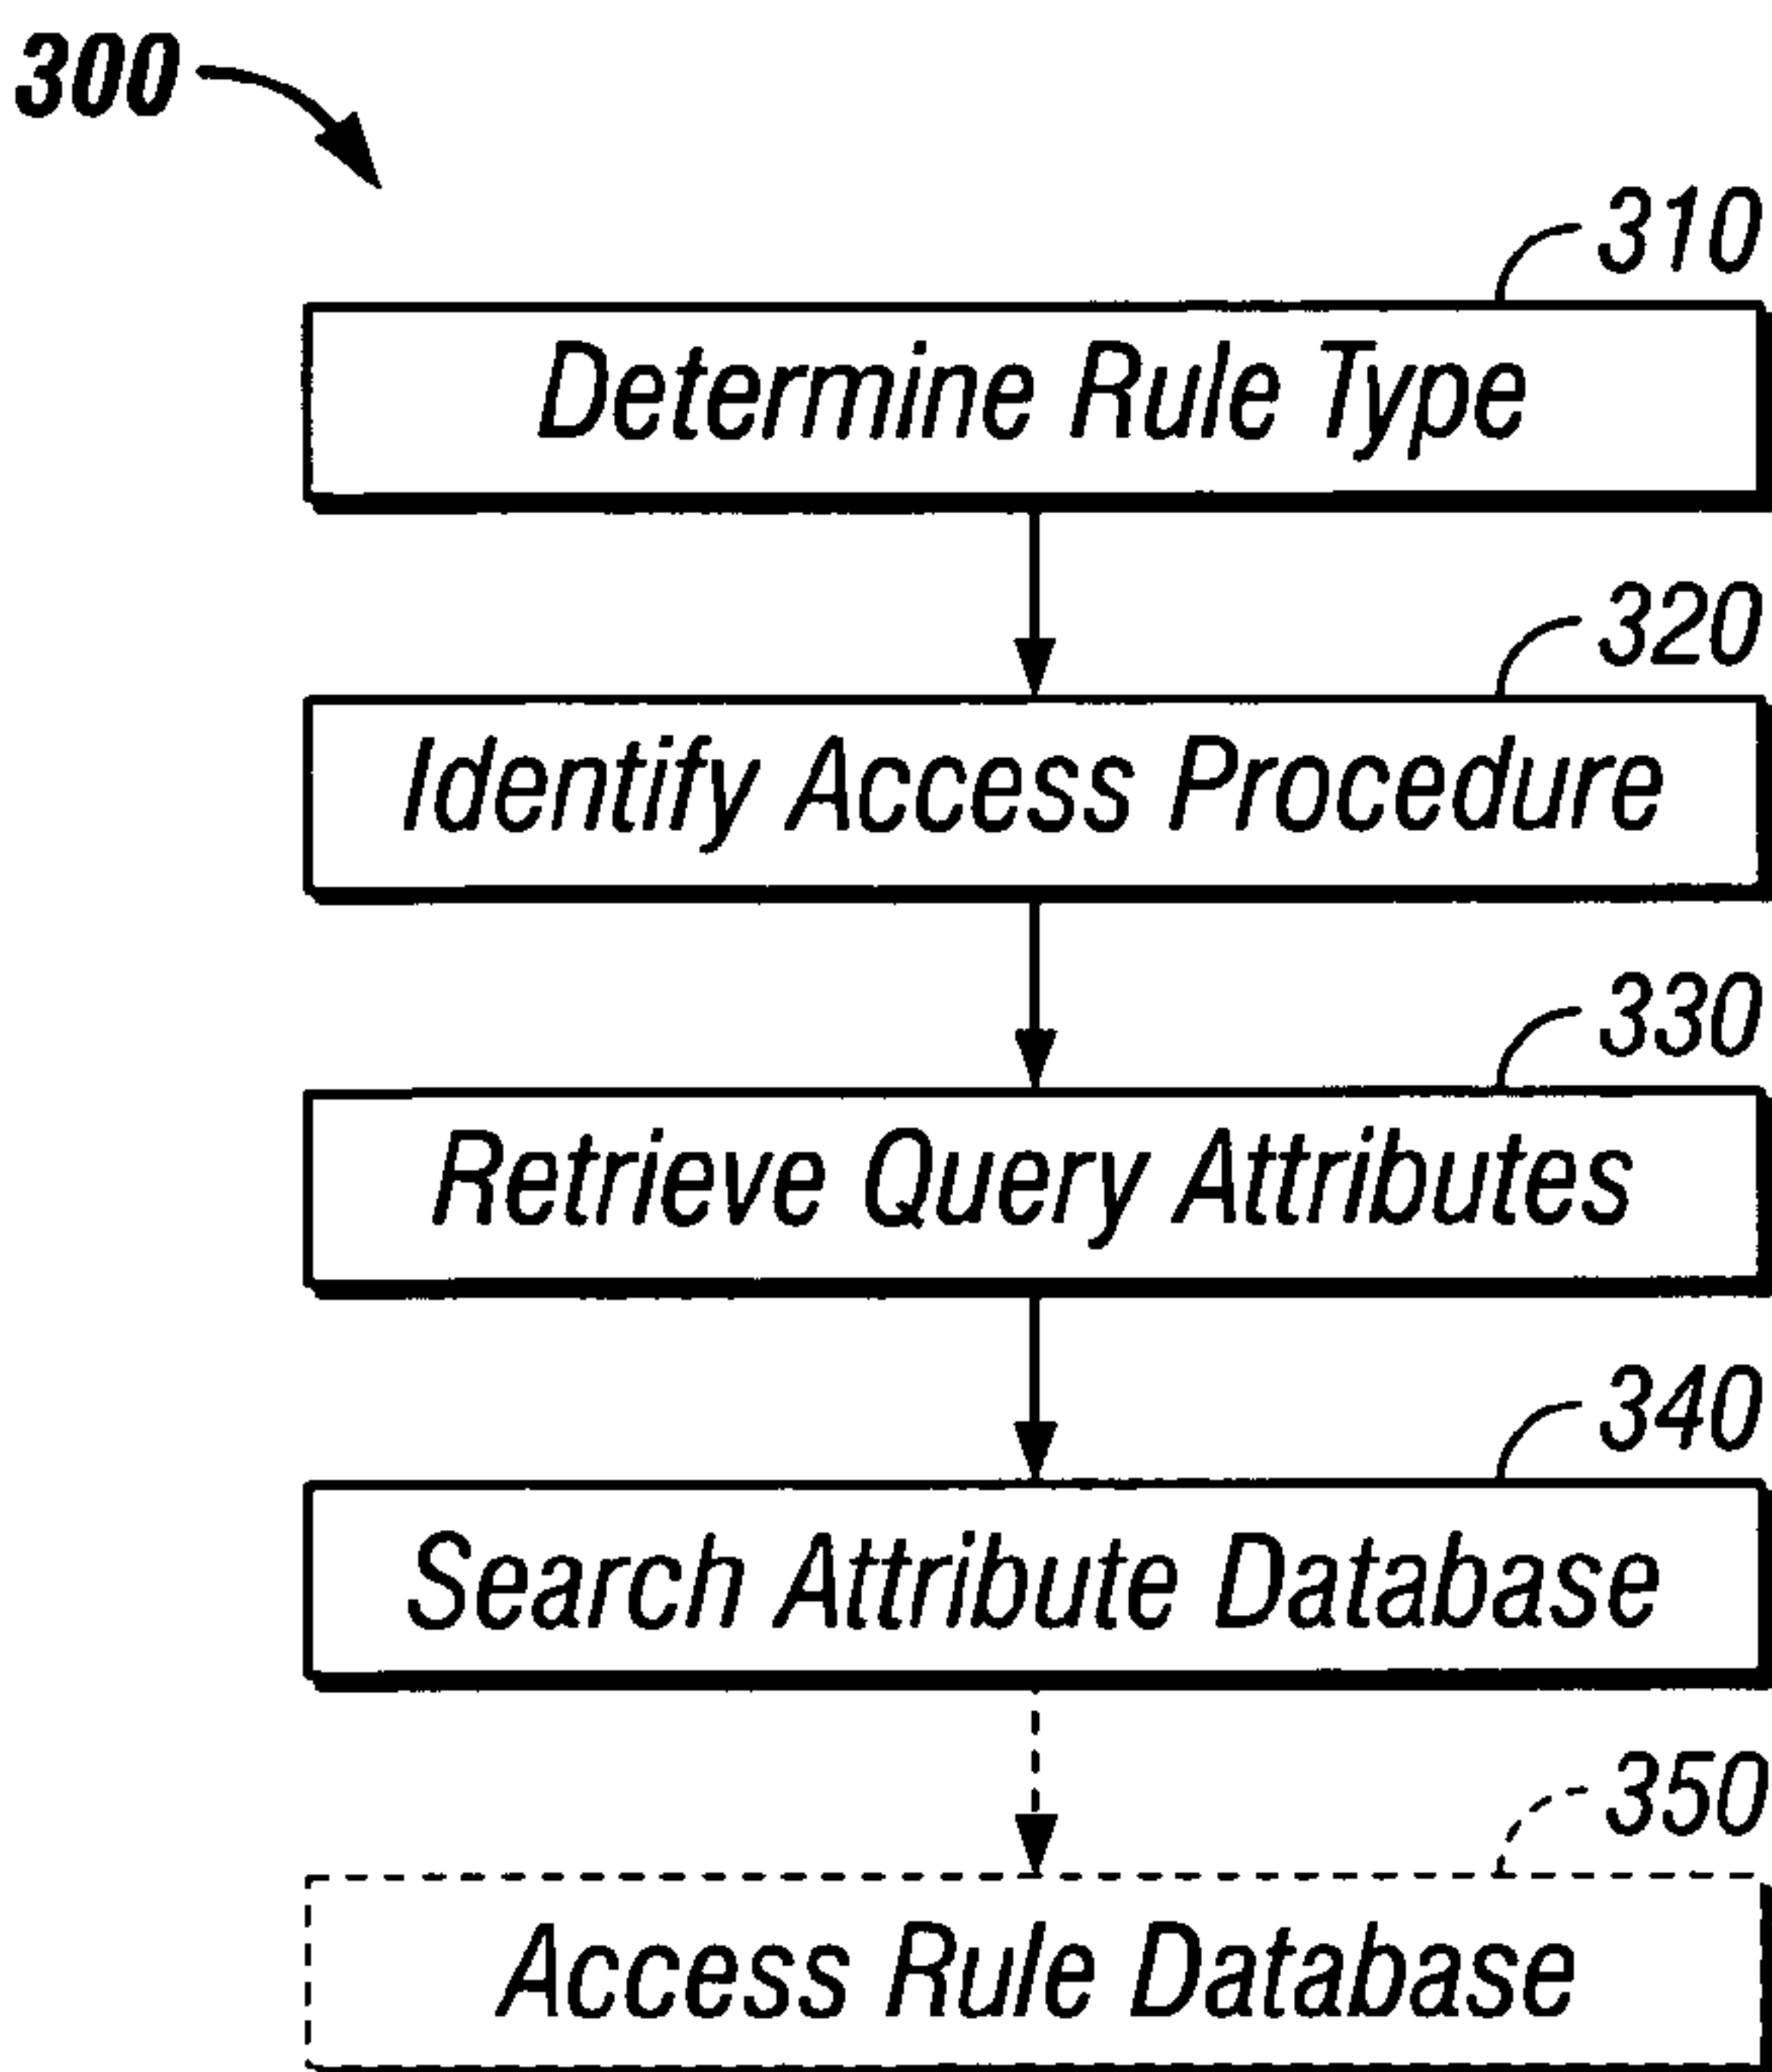 300
310
Determine Rule Type
320
Identify Access Procedure
330
Retrieve Query Attributes
340
Search Attribute Database
350
Access Rule Database